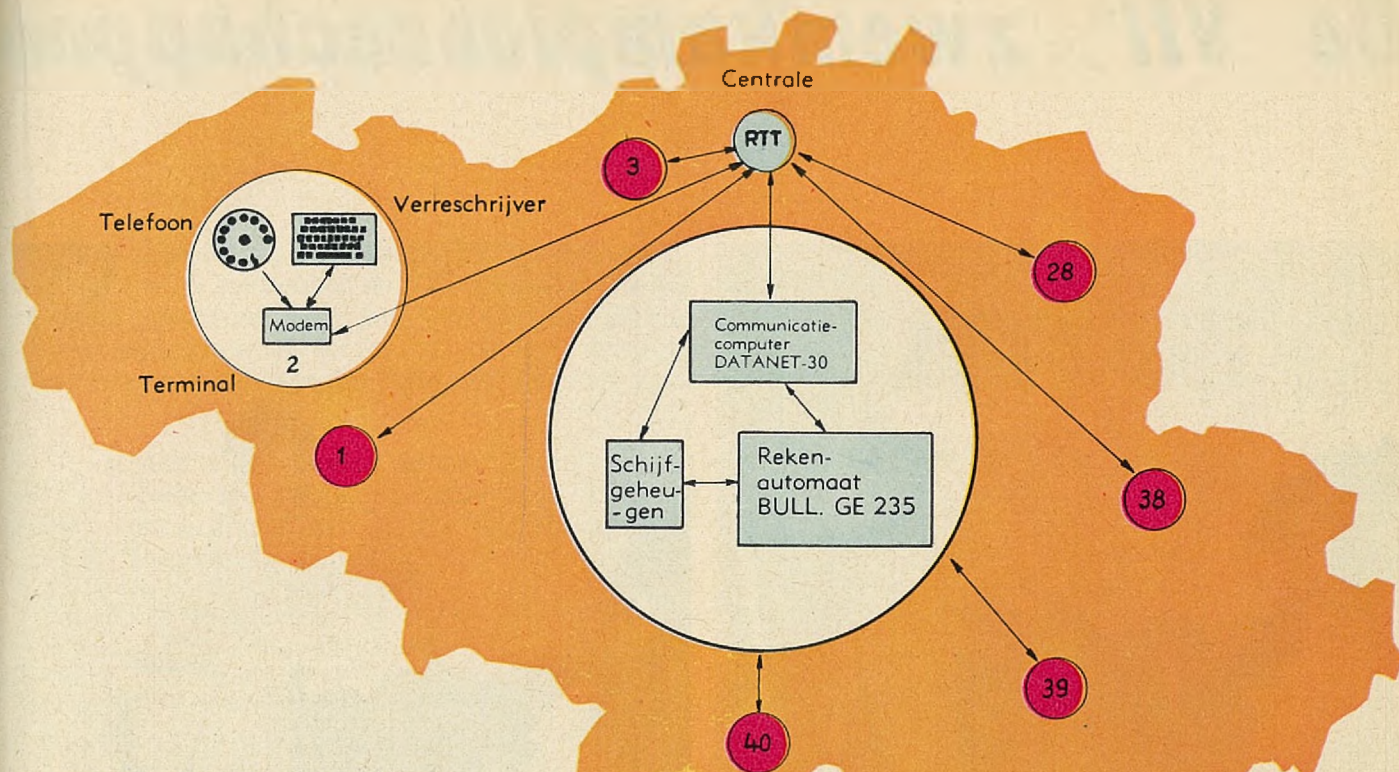 Centrale
RTT
3
Telefoon
Verreschrijver
28
Modem
2
Terminal
Communicatie-
computer
DATANET-30
1
Schijf-
geheu-
-gen
Reken-
automaat
BULL. GE 235
38
39
40